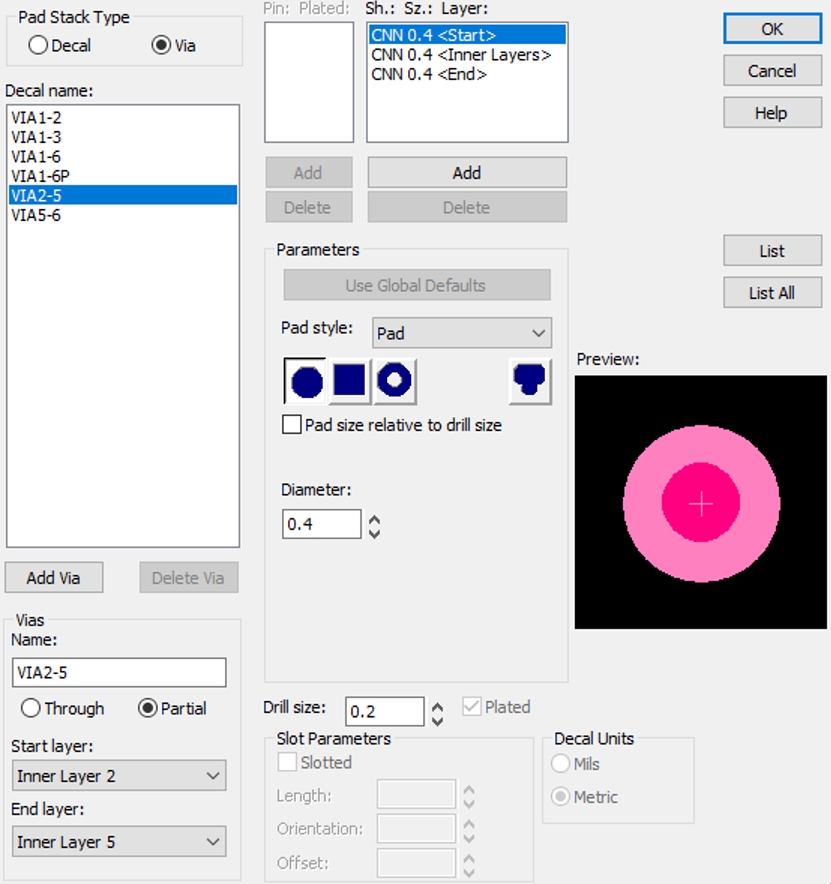 Pad Stack Type
Decal
Via
Decal name:
VIA1-2
VIA1-3
VIA1-6
VIA1-6P
VIA2-5
VIA5-6
Add Via
Delete Via
Vias
Name:
VIA2-5
Through
Partial
Start layer:
Inner Layer 2
End layer:
Inner Layer 5
Pin: Plated:
Sh.: Sz.: Layer:
CNN 0.4 <Start>
CNN 0.4 <Inner Layers>
CNN 0.4 <End>
Add
Delete
Add
Delete
Parameters
Use Global Defaults
Pad style:
Pad
Pad size relative to drill size
Diameter:
0.4
Drill size:
0.2
Plated
Slot Parameters
Slotted
Length:
Orientation:
Offset:
Decal Units
Mils
Metric
OK
Cancel
Help
List
List All
Preview: